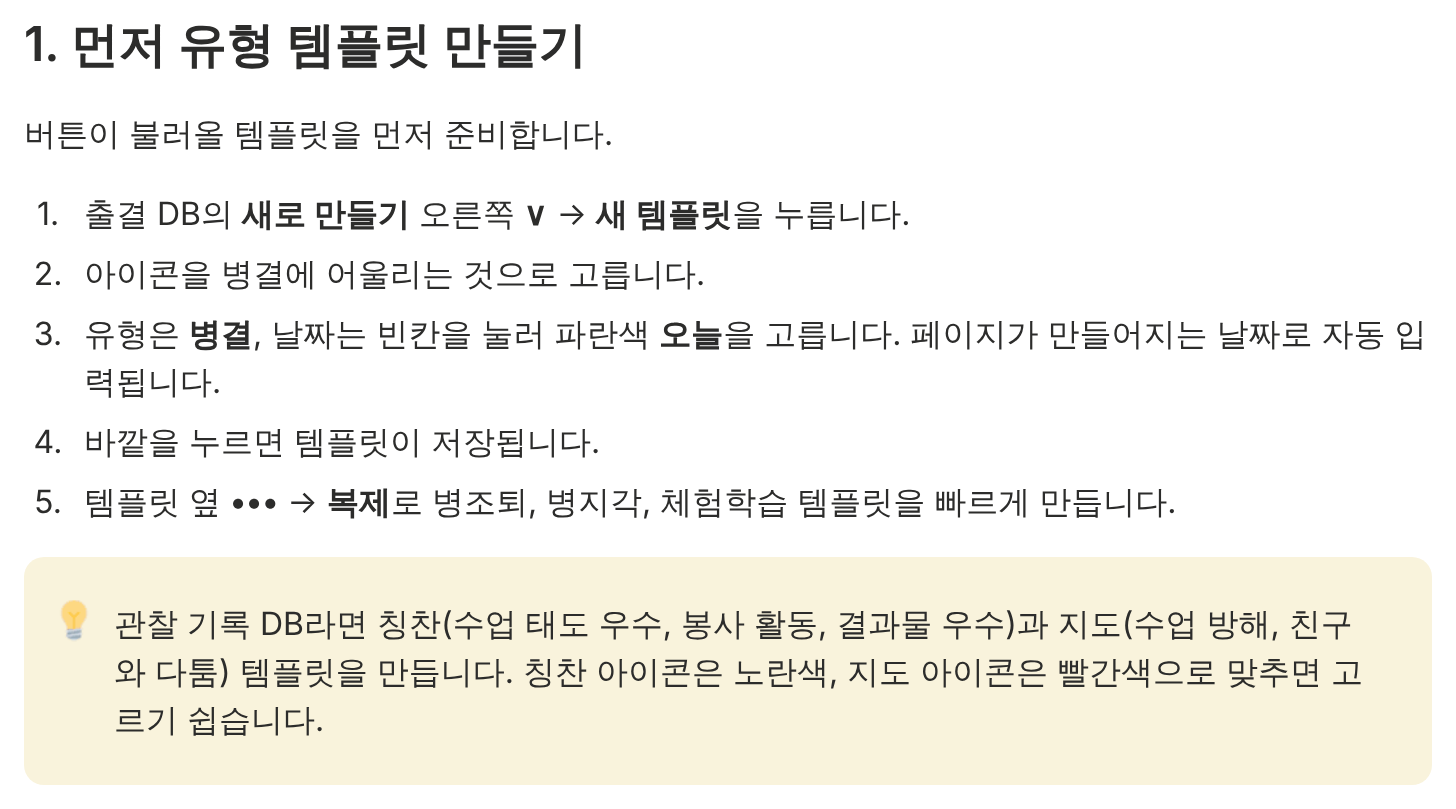 1. 먼저 유형 템플릿 만들기
버튼이 불러올 템플릿을 먼저 준비합니다.
1. 출결 DB의 새로 만들기 오른쪽 ∨ → 새 템플릿을 누릅니다.
2. 아이콘을 병결에 어울리는 것으로 고릅니다.
3. 유형은 병결, 날짜는 빈칸을 눌러 파란색 오늘을 고릅니다. 페이지가 만들어지는 날짜로 자동 입
력됩니다.
4. 바깥을 누르면 템플릿이 저장됩니다.
5. 템플릿 옆 ••• → 복제로 병조퇴, 병지각, 체험학습 템플릿을 빠르게 만듭니다.
관찰 기록 DB라면 칭찬(수업 태도 우수, 봉사 활동, 결과물 우수)과 지도(수업 방해, 친구
와 다툼) 템플릿을 만듭니다. 칭찬 아이콘은 노란색, 지도 아이콘은 빨간색으로 맞추면 고
르기 쉽습니다.